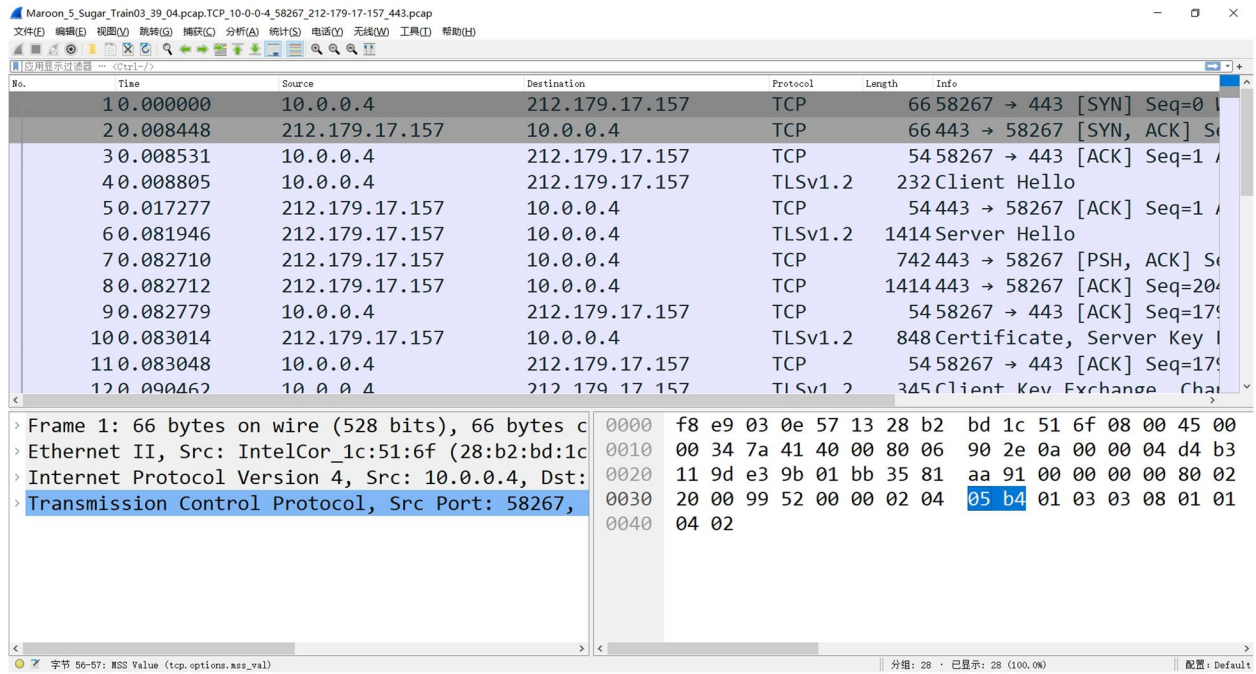 Maroon_5_Sugar_Train03_39_04.pcap.TCP_10-0-0-4_58267_212-179-17-157_443.pcap
文件(F) 编辑(E) 视图(V) 跳转(G) 捕获(C) 分析(A) 统计(S) 电话(Y) 无线(W) 工具(T) 帮助(H)
应用显示过滤器 … <Ctrl-/>
No. Time Source Destination Protocol Length Info
1 0.000000 10.0.0.4 212.179.17.157 TCP 66 58267 → 443 [SYN] Seq=0
2 0.008448 212.179.17.157 10.0.0.4 TCP 66 443 → 58267 [SYN, ACK]
3 0.008531 10.0.0.4 212.179.17.157 TCP 54 58267 → 443 [ACK] Seq=1
4 0.008805 10.0.0.4 212.179.17.157 TLSv1.2 232 Client Hello
5 0.017277 212.179.17.157 10.0.0.4 TCP 54 443 → 58267 [ACK] Seq=1
6 0.081946 212.179.17.157 10.0.0.4 TLSv1.2 1414 Server Hello
7 0.082710 212.179.17.157 10.0.0.4 TCP 742 443 → 58267 [PSH, ACK]
8 0.082712 212.179.17.157 10.0.0.4 TCP 1414 443 → 58267 [ACK] Seq=204
9 0.082779 10.0.0.4 212.179.17.157 TCP 54 58267 → 443 [ACK] Seq=179
10 0.083014 212.179.17.157 10.0.0.4 TLSv1.2 848 Certificate, Server Key
11 0.083048 10.0.0.4 212.179.17.157 TCP 54 58267 → 443 [ACK] Seq=179
12 0.090462 10.0.0.4 212.179.17.157 TLSv1.2 345 Client Key Exchange,
Frame 1: 66 bytes on wire (528 bits), 66 bytes c
Ethernet II, Src: IntelCor_1c:51:6f (28:b2:bd:1c
Internet Protocol Version 4, Src: 10.0.0.4, Dst:
Transmission Control Protocol, Src Port: 58267,
0000 f8 e9 03 0e 57 13 28 b2 bd 1c 51 6f 08 00 45 00
0010 00 34 7a 41 40 00 80 06 90 2e 0a 00 00 04 d4 b3
0020 11 9d e3 9b 01 bb 35 81 aa 91 00 00 00 00 80 02
0030 20 00 99 52 00 00 02 04 05 b4 01 03 03 08 01 01
0040 04 02
字节 56-57: MSS Value (tcp.options.mss_val)
分组: 28 · 已显示: 28 (100.0%)
配置: Default